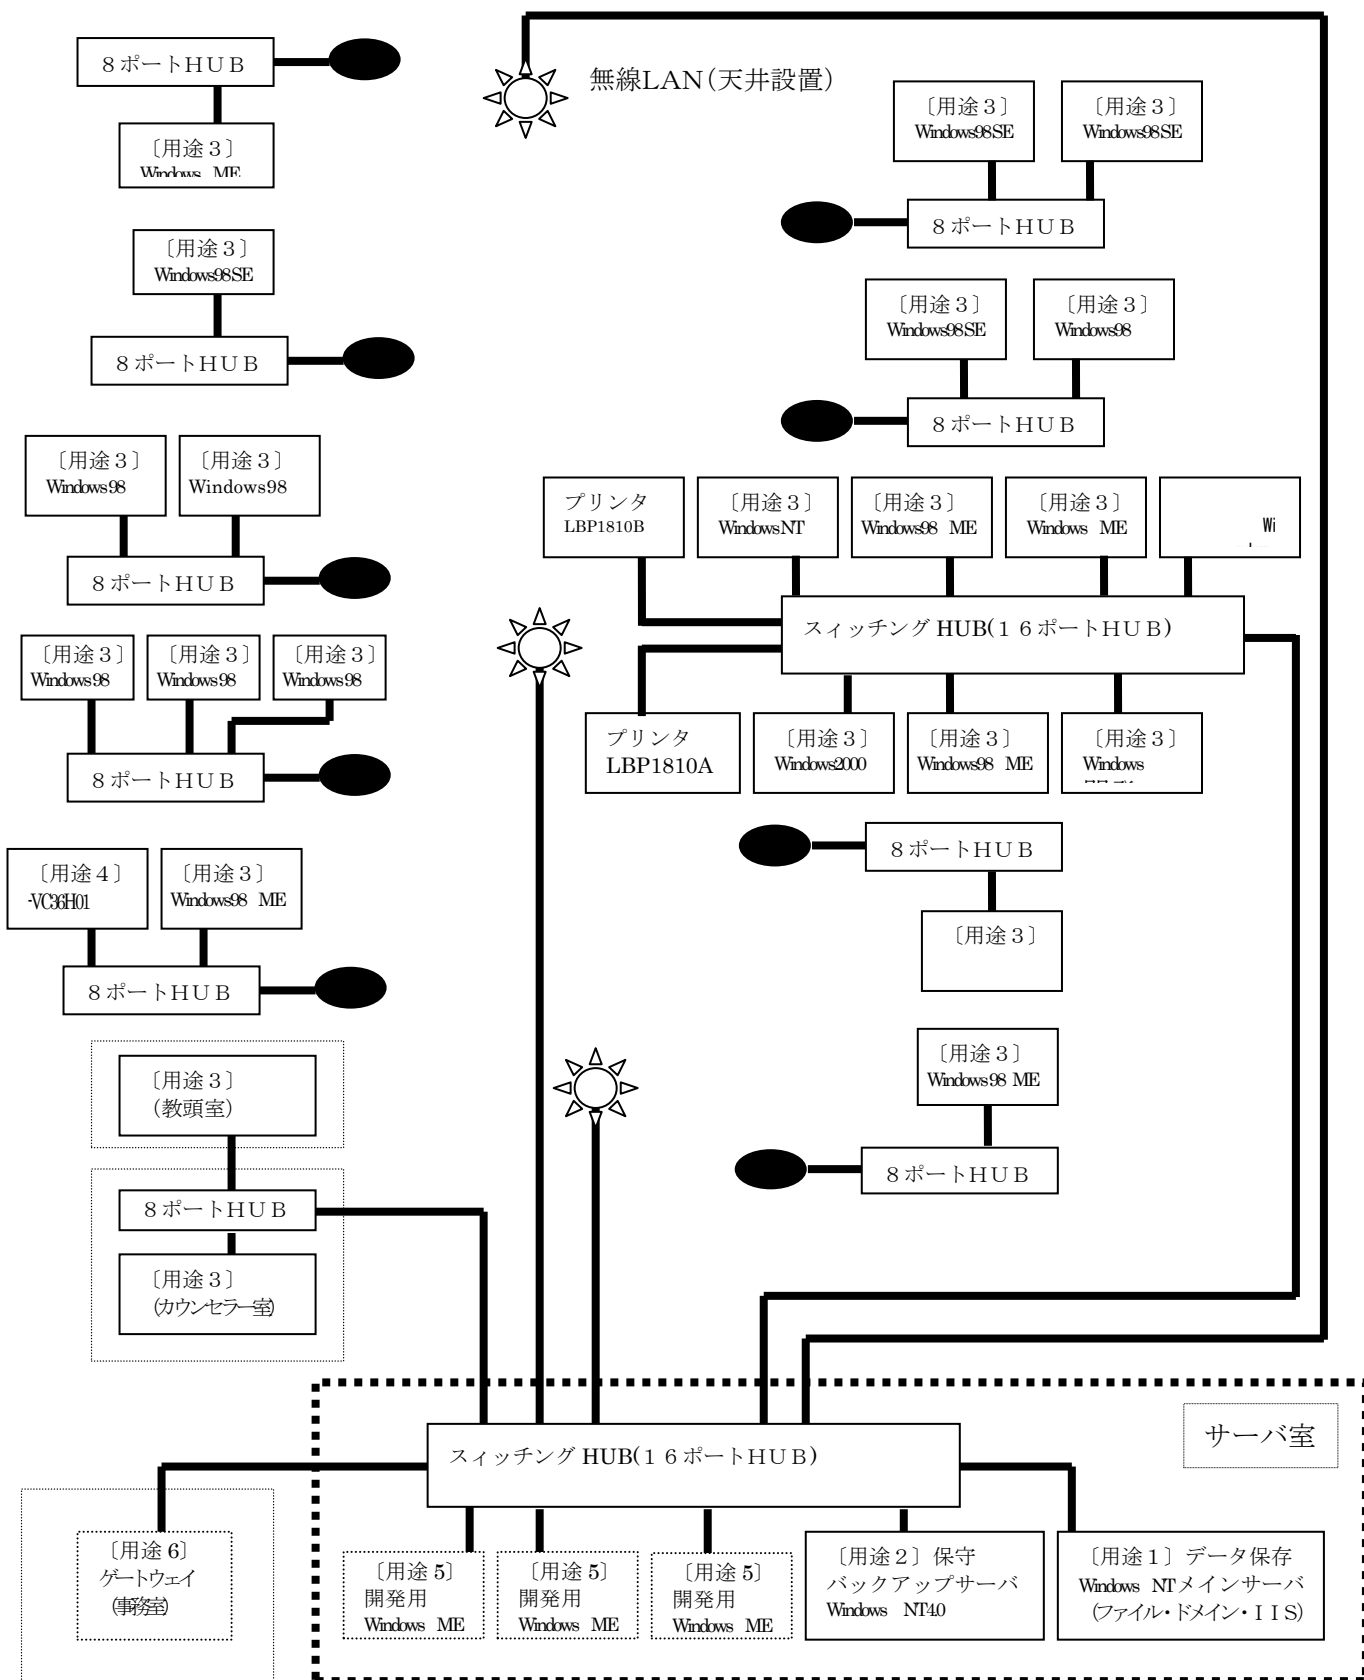 8ポートHUB
〔用途3〕
Windows ME
無線LAN(天井設置)
〔用途3〕
Windows98SE
〔用途3〕
Windows98SE
8ポートHUB
〔用途3〕
Windows98SE
8ポートHUB
〔用途3〕
Windows98SE
〔用途3〕
Windows98
8ポートHUB
〔用途3〕
Windows98
〔用途3〕
Windows98
8ポートHUB
プリンタ
LBP1810B
〔用途3〕
WindowsNT
〔用途3〕
Windows98 ME
〔用途3〕
Windows ME
Wi
スィッチング HUB(16ポートHUB)
〔用途3〕
Windows98
〔用途3〕
Windows98
〔用途3〕
Windows98
8ポートHUB
プリンタ
LBP1810A
〔用途3〕
Windows2000
〔用途3〕
Windows98 ME
〔用途3〕
Windows
8ポートHUB
〔用途3〕
〔用途4〕
-VC36H01
〔用途3〕
Windows98 ME
8ポートHUB
〔用途3〕
(教頭室)
8ポートHUB
〔用途3〕
(カウンセラー室)
〔用途3〕
Windows98 ME
8ポートHUB
サーバ室
スィッチング HUB(16ポートHUB)
〔用途6〕
ゲートウェイ
(事務室)
〔用途5〕
開発用
Windows ME
〔用途5〕
開発用
Windows ME
〔用途5〕
開発用
Windows ME
〔用途2〕保守
バックアップサーバ
Windows NT4.0
〔用途1〕データ保存
Windows NTメインサーバ
(ファイル・ドメイン・IIS)